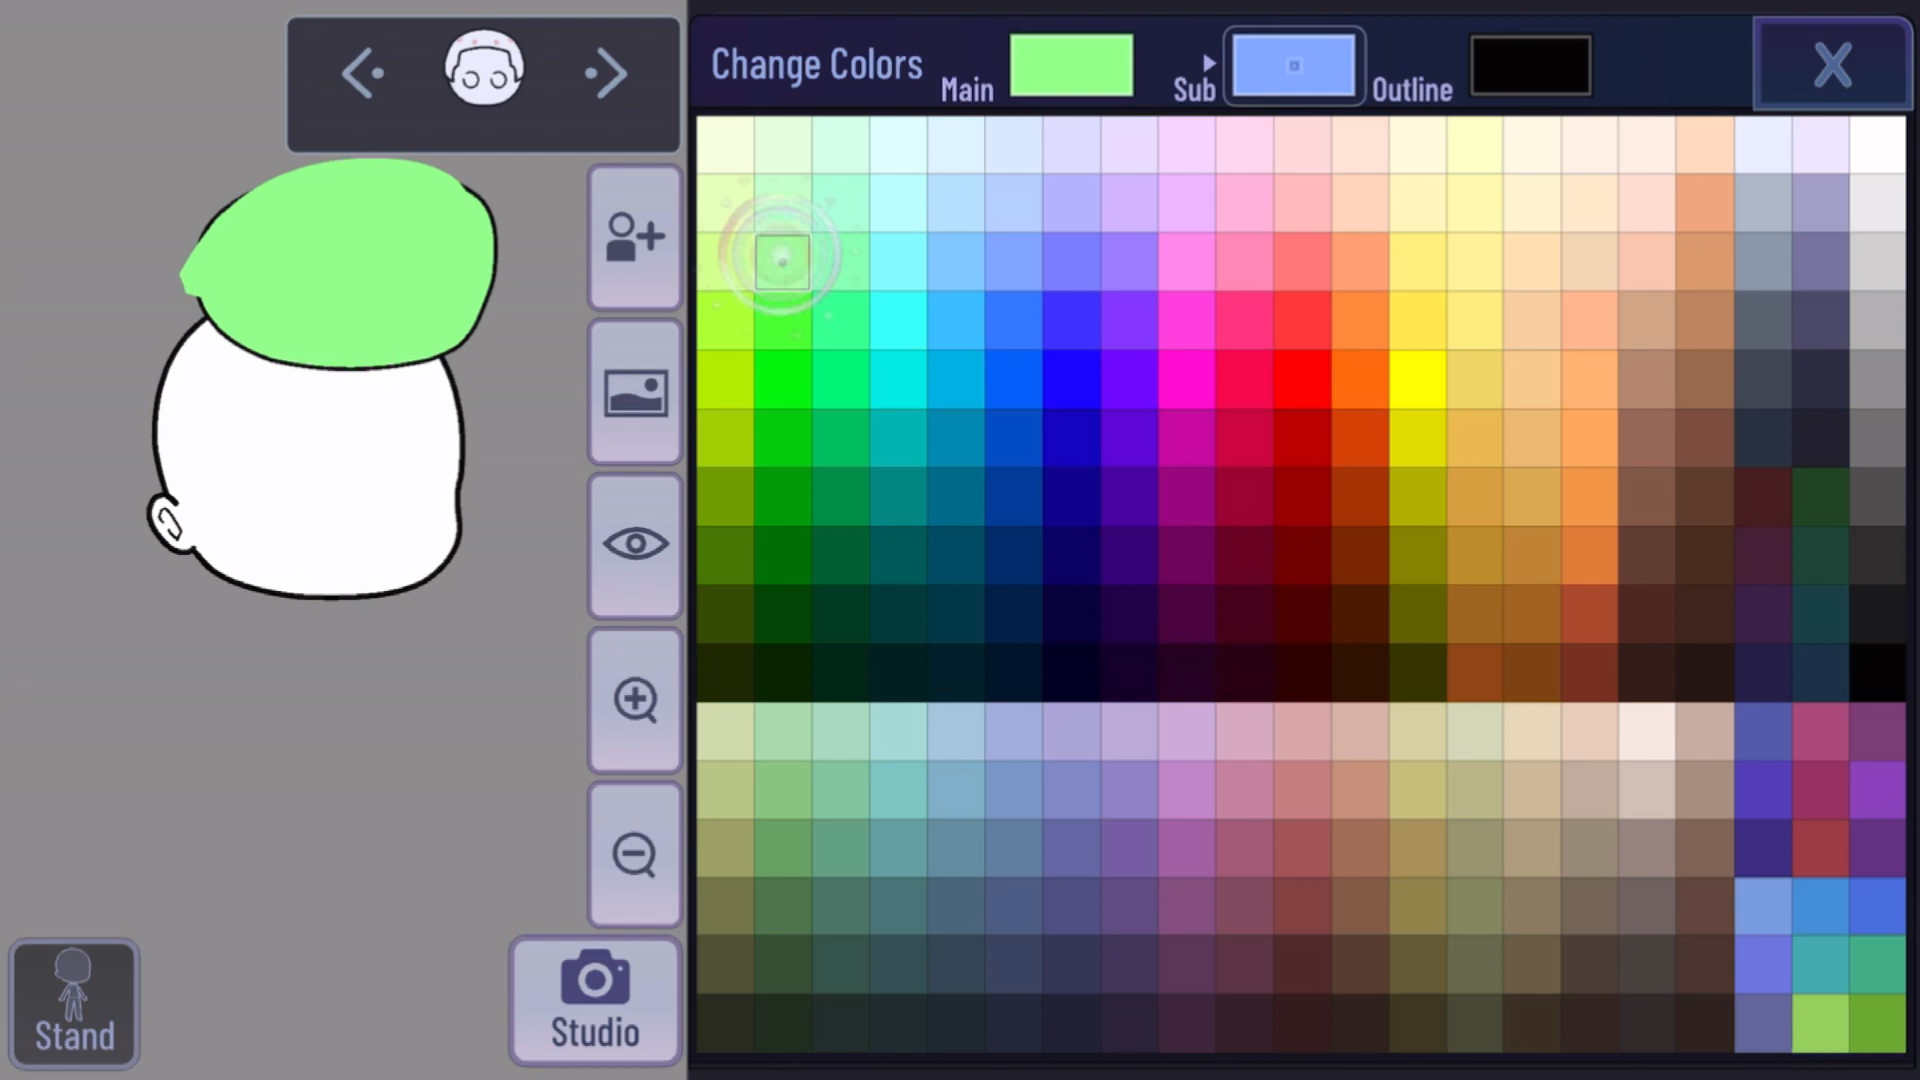 Change Colors
Main
Sub
Outline
X
Stand
Studio